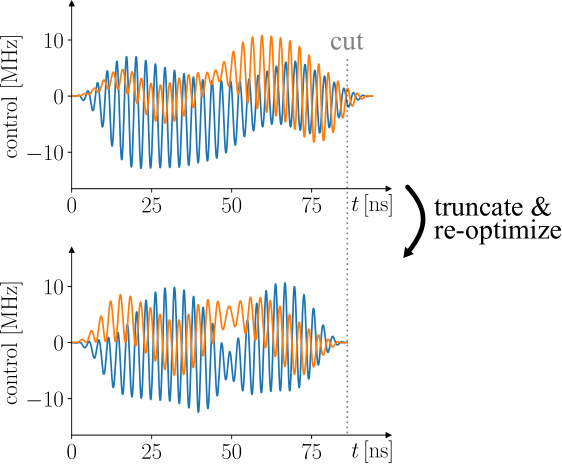 cut
control [MHz]
10
0
−10
0
25
50
75
t [ns]
truncate &
re-optimize
control [MHz]
10
0
−10
0
25
50
75
t [ns]